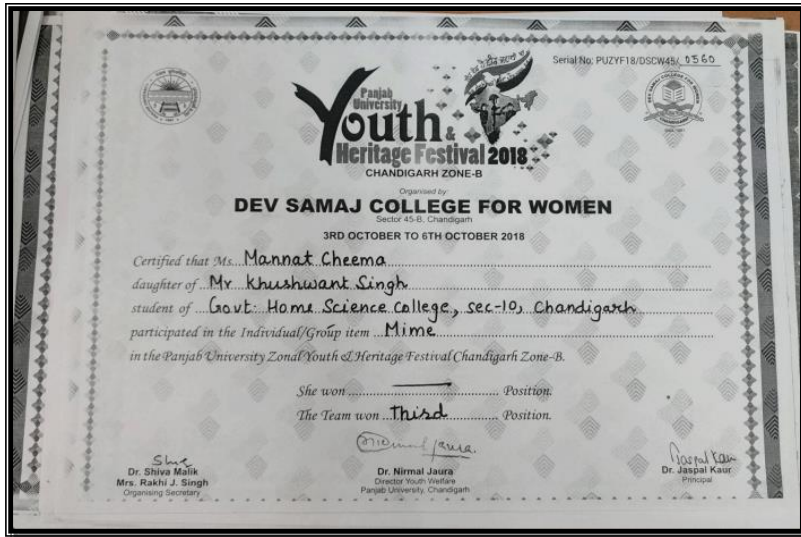 Serial No: PUZYF18/DSCW45/ 0560
Panjab
University
Youth &
Heritage Festival 2018
CHANDIGARH ZONE-B
Organised by:
DEV SAMAJ COLLEGE FOR WOMEN
Sector 45-B, Chandigarh
3RD OCTOBER TO 6TH OCTOBER 2018
Certified that Ms. Mannat Cheema
daughter of Mr Khushwant Singh
student of Govt. Home Science College, sec-10, Chandigarh
participated in the Individual/Group item Mime
in the Panjab University Zonal Youth & Heritage Festival Chandigarh Zone-B.
She won Position.
The Team won Third Position.
Dr. Shiva Malik
Mrs. Rakhi J. Singh
Organising Secretary
Nirmal Jaura.
Dr. Nirmal Jaura
Director Youth Welfare
Panjab University, Chandigarh
Jaspal Kaur
Dr. Jaspal Kaur
Principal